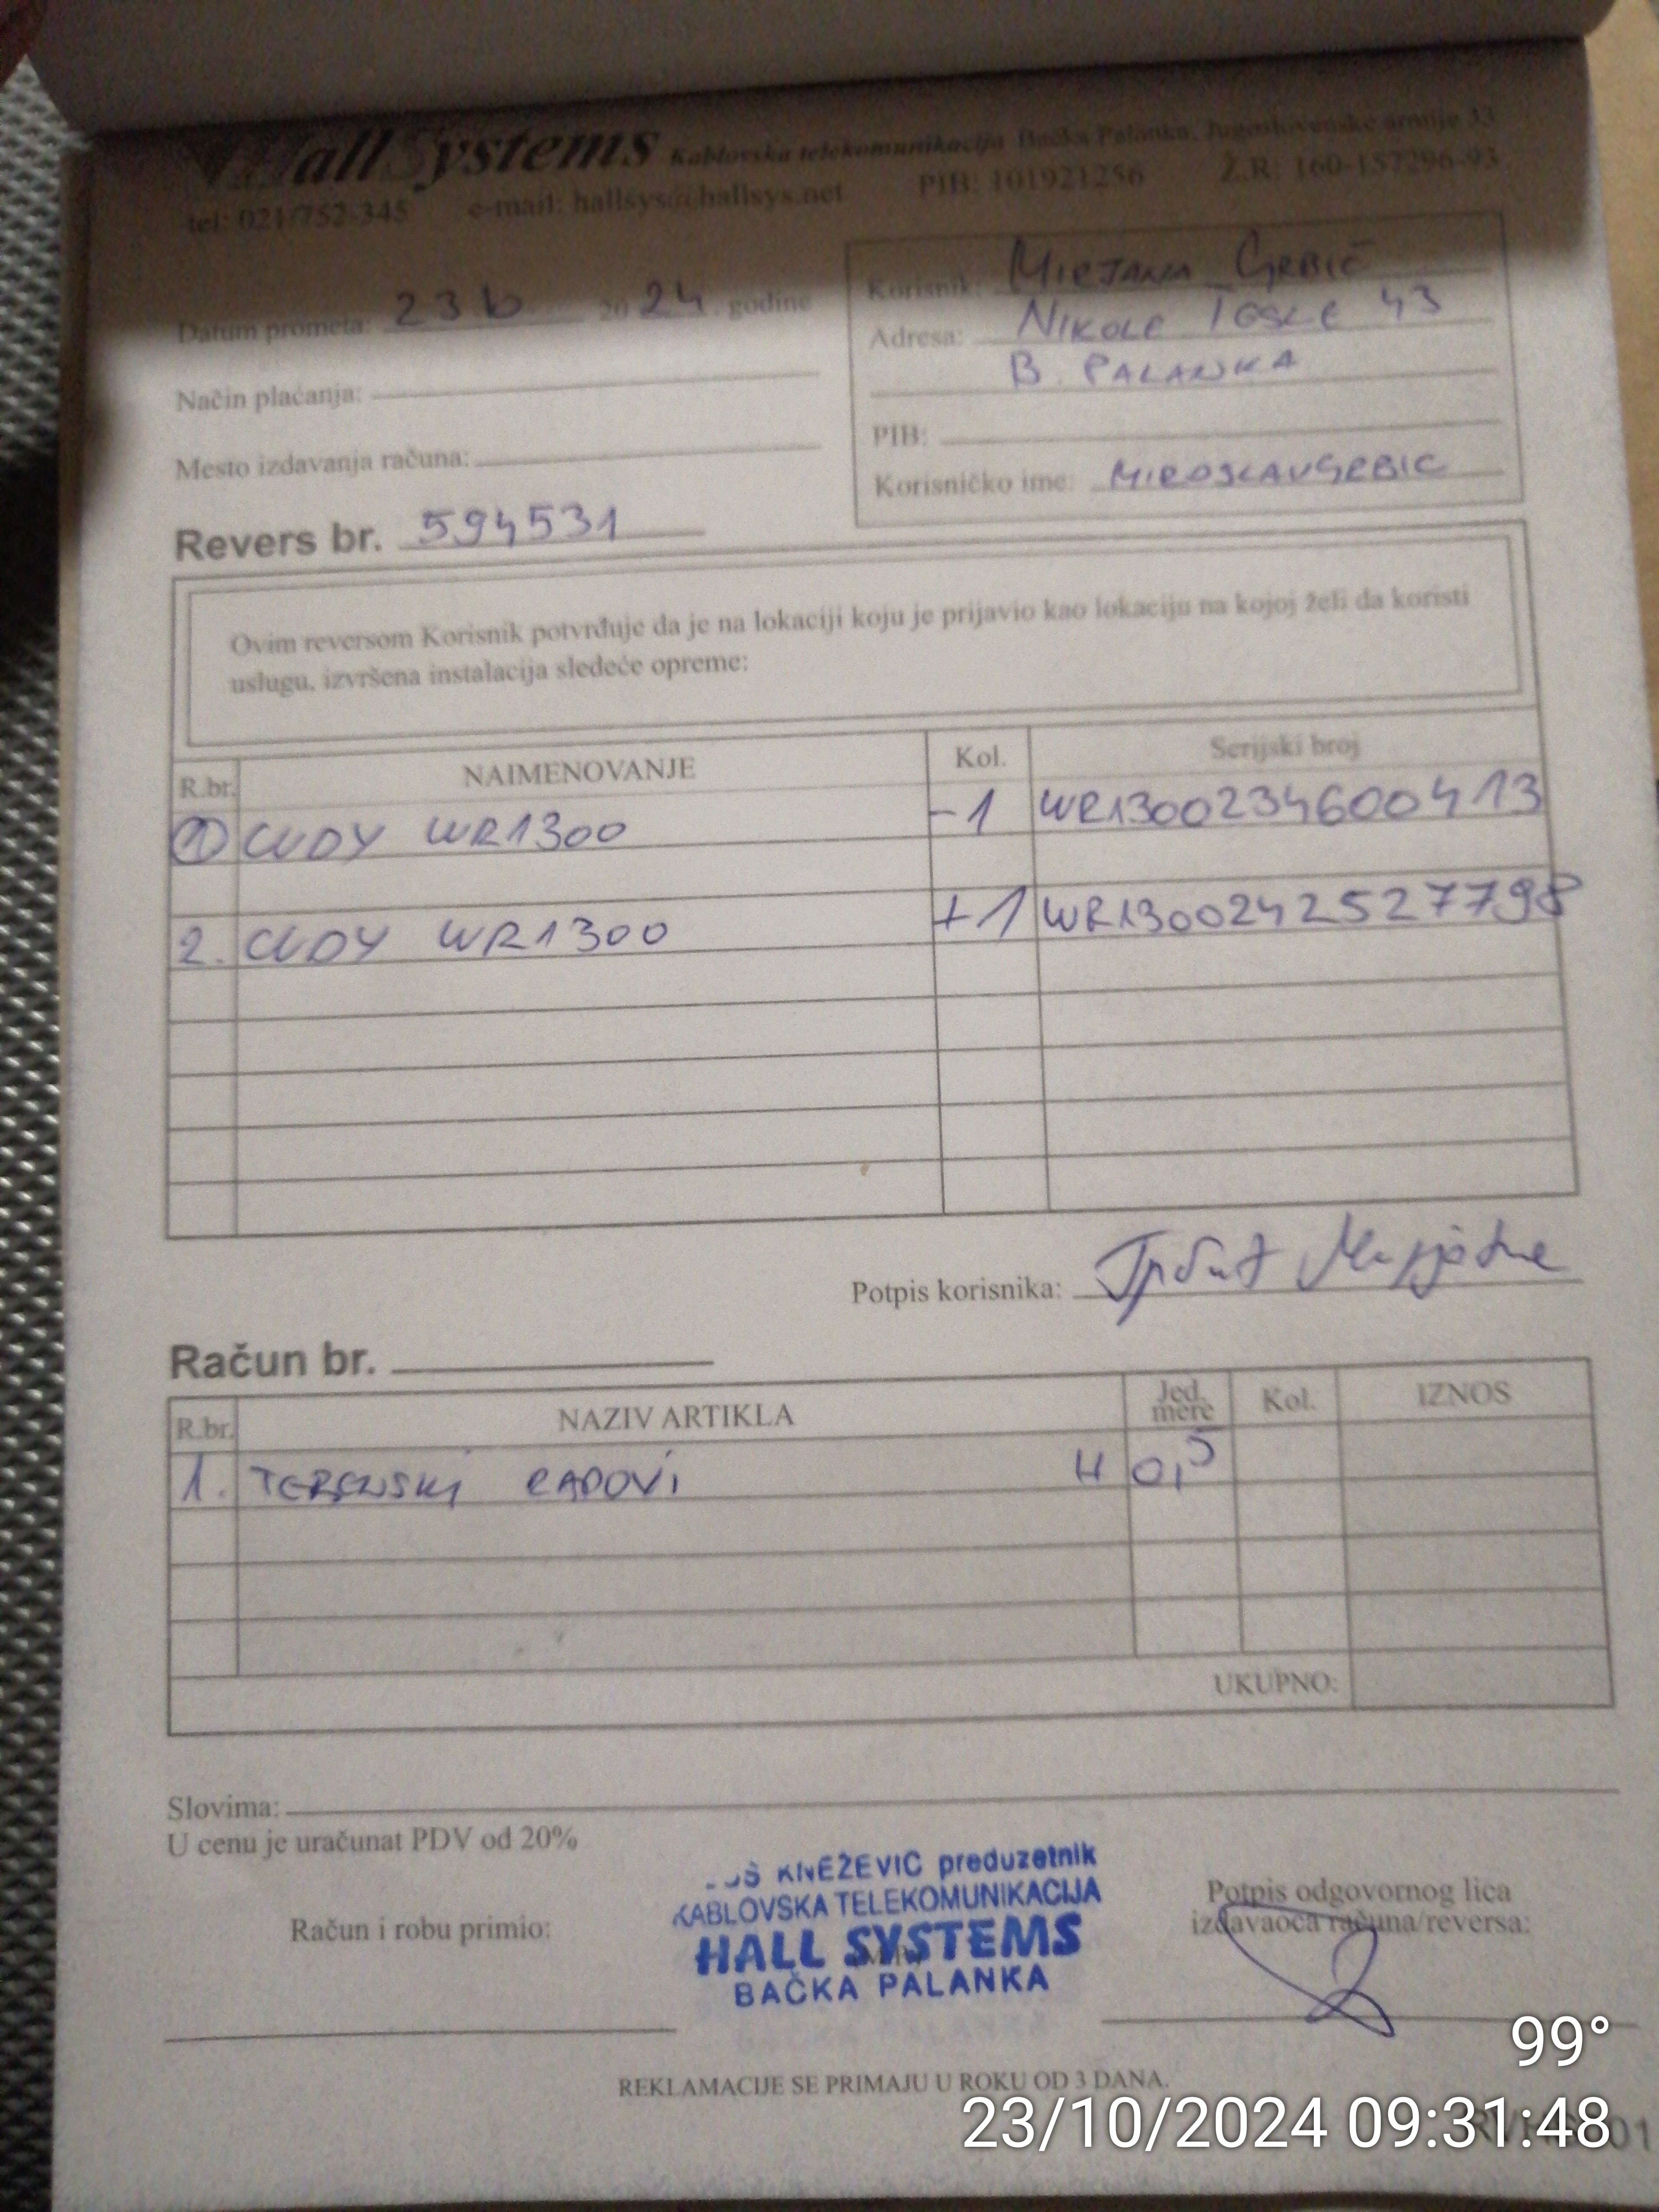 HallSystems Kablovska telekomunikacija Bačka Palanka, Jugoslovenske armije 33
tel: 021/752-345 e-mail: hallsys@hallsys.net PIB: 101921256 Ž.R: 160-157296-93
Datum prometa: 23 b 2024. godine
Korisnik: MIRJANA GRBIĆ
Adresa: NIKOLE TESLE 43
B. PALANKA
Način plaćanja:
PIB:
Mesto izdavanja računa:
Korisničko ime: MIROSLAVGRBIC
Revers br. 594531
Ovim reversom Korisnik potvrđuje da je na lokaciji koju je prijavio kao lokaciju na kojoj želi da koristi
uslugu, izvršena instalacija sledeće opreme:
R.br. NAIMENOVANJE Kol. Serijski broj
1 CUDY WR1300 -1 WR1300234600413
2. CUDY WR1300 +1 WR1300242527798
Potpis korisnika: Грбић Мирјана
Račun br.
R.br. NAZIV ARTIKLA Jed. mere Kol. IZNOS
1. TERENSKI RADOVI H 0,5
UKUPNO:
Slovima:
U cenu je uračunat PDV od 20%
KNEŽEVIĆ preduzetnik
KABLOVSKA TELEKOMUNIKACIJA
HALL SYSTEMS
BAČKA PALANKA
Račun i robu primio:
Potpis odgovornog lica
izdavaoca računa/reversa:
REKLAMACIJE SE PRIMAJU U ROKU OD 3 DANA.
99°
23/10/2024 09:31:48